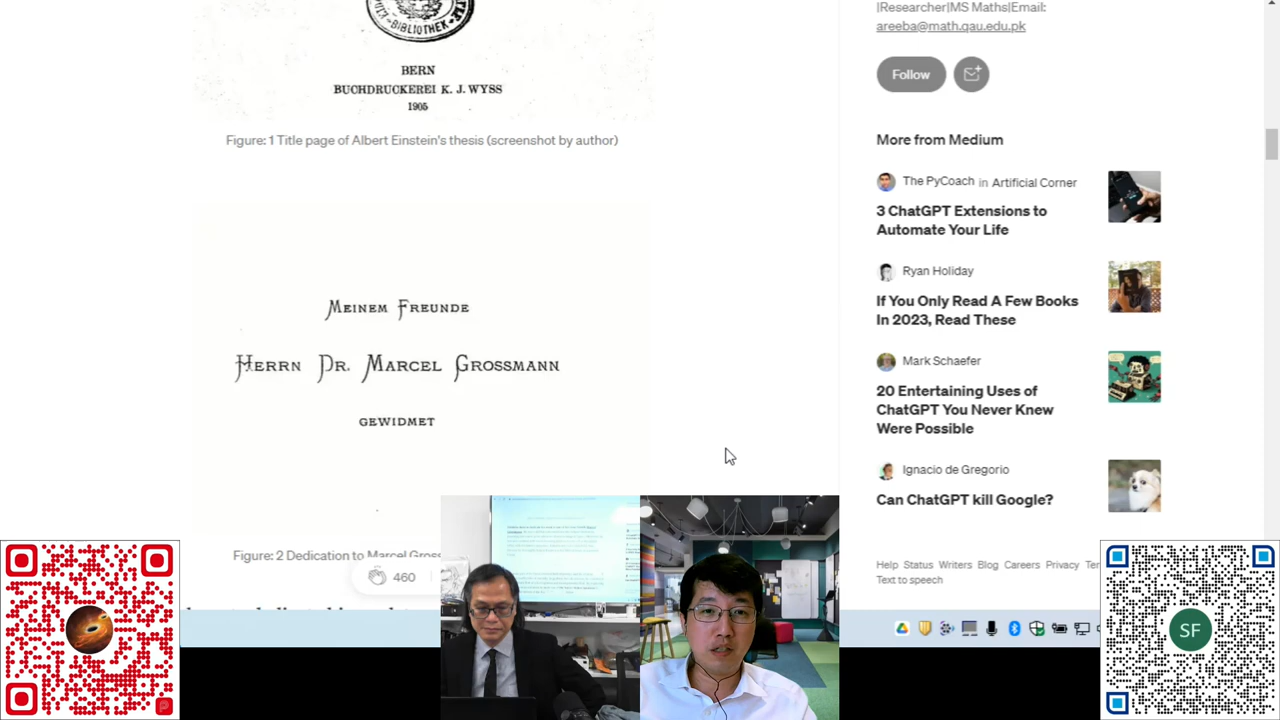 BIBLIOTHEK
BERN
BUCHDRUCKEREI K. J. WYSS
1905
Figure: 1 Title page of Albert Einstein's thesis (screenshot by author)
MEINEM FREUNDE
HERRN DR. MARCEL GROSSMANN
GEWIDMET
Figure: 2 Dedication to Marcel Gros
460
|Researcher|MS Maths|Email:
areeba@math.qau.edu.pk
Follow
More from Medium
The PyCoach in Artificial Corner
3 ChatGPT Extensions to
Automate Your Life
Ryan Holiday
If You Only Read A Few Books
In 2023, Read These
Mark Schaefer
20 Entertaining Uses of
ChatGPT You Never Knew
Were Possible
Ignacio de Gregorio
Can ChatGPT kill Google?
Help Status Writers Blog Careers Privacy Ter
Text to speech
SF